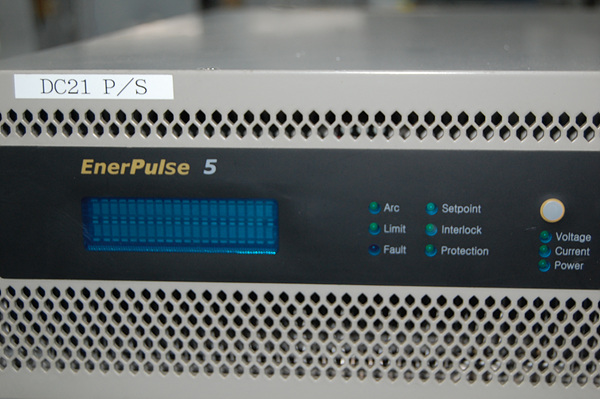 DC21 P/S
EnerPulse 5
Arc
Setpoint
Limit
Interlock
Fault
Protection
Voltage
Current
Power